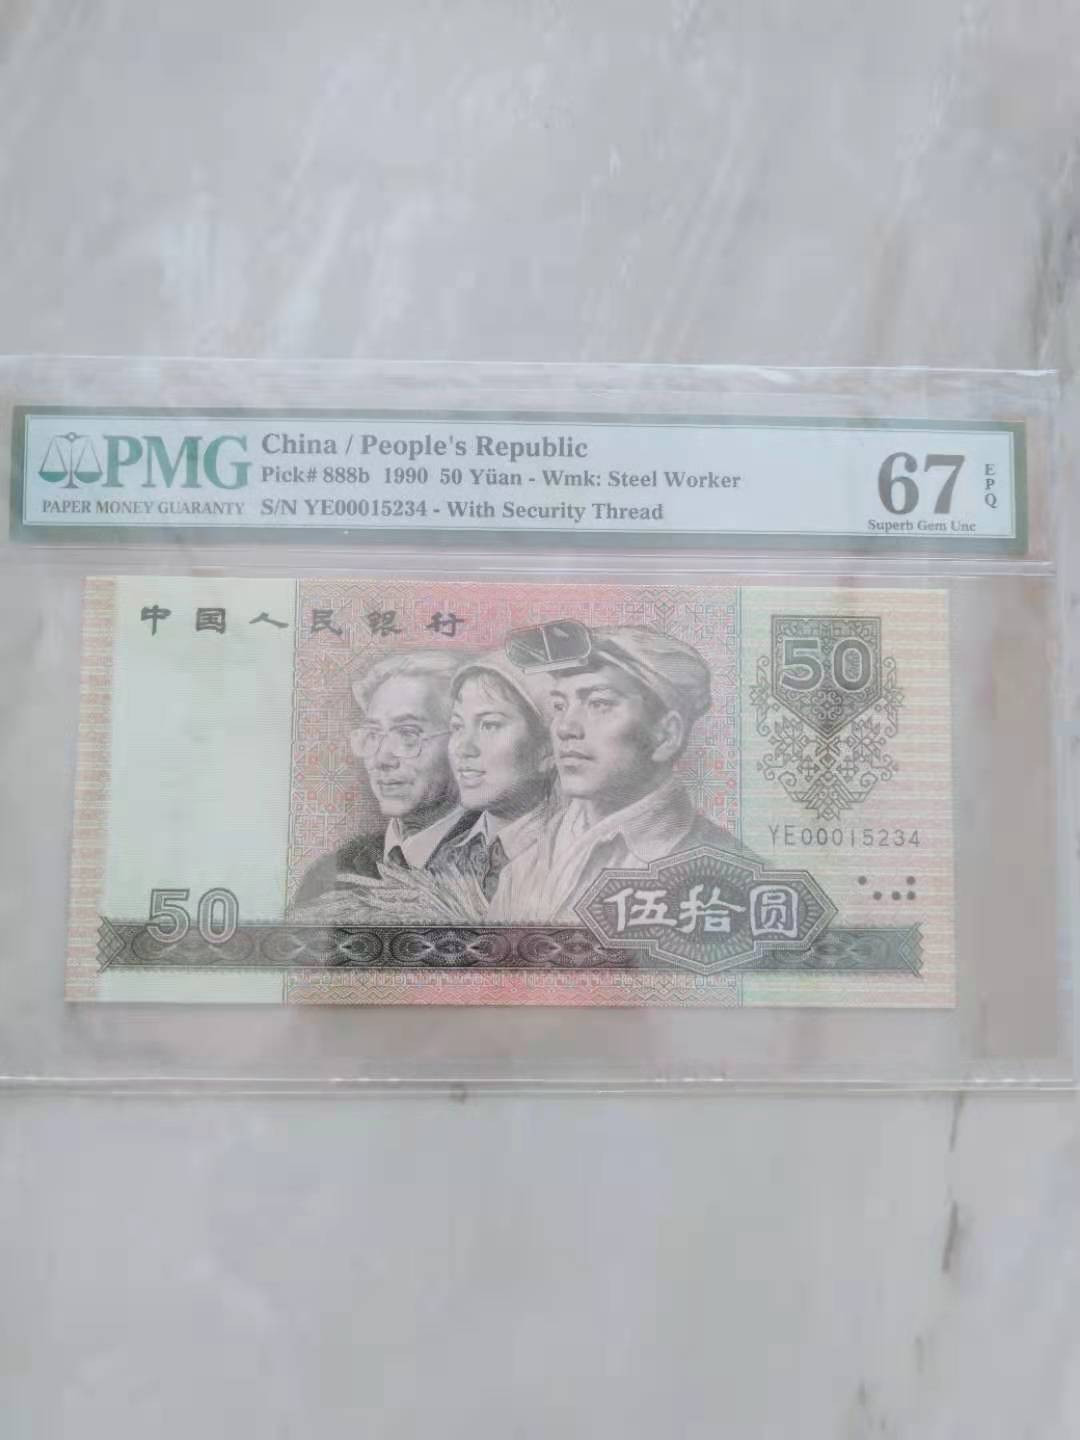 PMG
PAPER MONEY GUARANTY
China / People's Republic
Pick# 888b 1990 50 Yüan - Wmk: Steel Worker
S/N YE00015234 - With Security Thread
67
Superb Gem Unc
EPQ
中国人民银行
50
YE00015234
50
伍拾圆